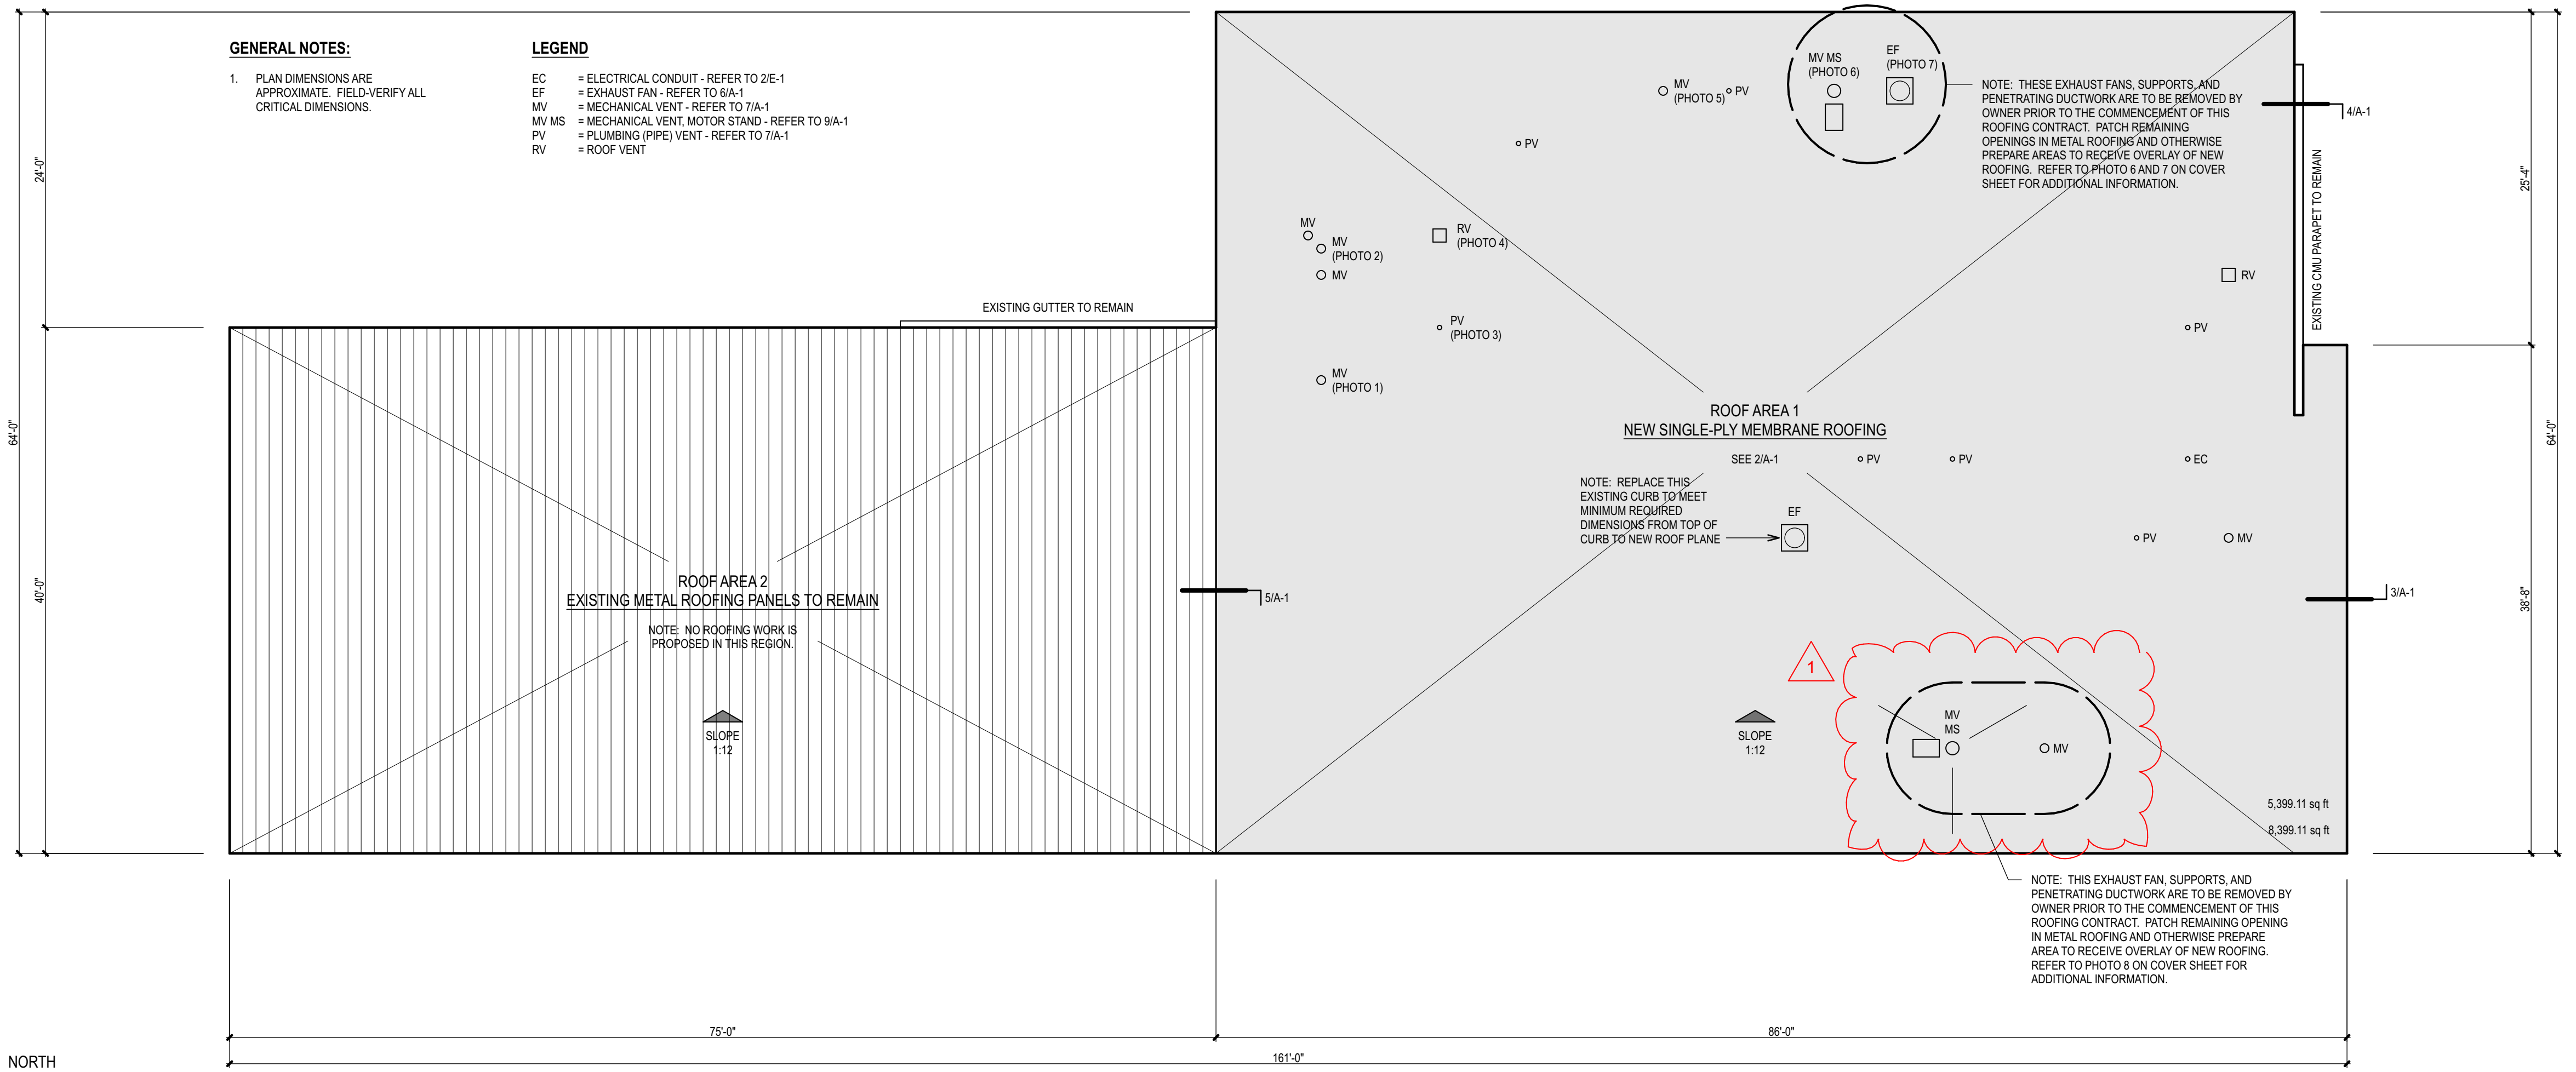 GENERAL NOTES:
1. PLAN DIMENSIONS ARE
APPROXIMATE. FIELD-VERIFY ALL
CRITICAL DIMENSIONS.
LEGEND
EC = ELECTRICAL CONDUIT - REFER TO 2/E-1
EF = EXHAUST FAN - REFER TO 6/A-1
MV = MECHANICAL VENT - REFER TO 7/A-1
MV MS = MECHANICAL VENT, MOTOR STAND - REFER TO 9/A-1
PV = PLUMBING (PIPE) VENT - REFER TO 7/A-1
RV = ROOF VENT
24'-0"
64'-0"
40'-0"
EXISTING GUTTER TO REMAIN
ROOF AREA 2
EXISTING METAL ROOFING PANELS TO REMAIN
NOTE: NO ROOFING WORK IS
PROPOSED IN THIS REGION.
SLOPE
1:12
5/A-1
MV
(PHOTO 5)
PV
PV
MV MS
(PHOTO 6)
EF
(PHOTO 7)
NOTE: THESE EXHAUST FANS, SUPPORTS, AND
PENETRATING DUCTWORK ARE TO BE REMOVED BY
OWNER PRIOR TO THE COMMENCEMENT OF THIS
ROOFING CONTRACT. PATCH REMAINING
OPENINGS IN METAL ROOFING AND OTHERWISE
PREPARE AREAS TO RECEIVE OVERLAY OF NEW
ROOFING. REFER TO PHOTO 6 AND 7 ON COVER
SHEET FOR ADDITIONAL INFORMATION.
4/A-1
EXISTING CMU PARAPET TO REMAIN
25'-4"
MV
MV
(PHOTO 2)
MV
RV
(PHOTO 4)
PV
(PHOTO 3)
MV
(PHOTO 1)
RV
PV
ROOF AREA 1
NEW SINGLE-PLY MEMBRANE ROOFING
SEE 2/A-1
PV
PV
EC
NOTE: REPLACE THIS
EXISTING CURB TO MEET
MINIMUM REQUIRED
DIMENSIONS FROM TOP OF
CURB TO NEW ROOF PLANE
EF
PV
MV
64'-0"
38'-8"
3/A-1
1
SLOPE
1:12
MV
MS
MV
5,399.11 sq ft
8,399.11 sq ft
NOTE: THIS EXHAUST FAN, SUPPORTS, AND
PENETRATING DUCTWORK ARE TO BE REMOVED BY
OWNER PRIOR TO THE COMMENCEMENT OF THIS
ROOFING CONTRACT. PATCH REMAINING OPENING
IN METAL ROOFING AND OTHERWISE PREPARE
AREA TO RECEIVE OVERLAY OF NEW ROOFING.
REFER TO PHOTO 8 ON COVER SHEET FOR
ADDITIONAL INFORMATION.
75'-0"
86'-0"
161'-0"
NORTH